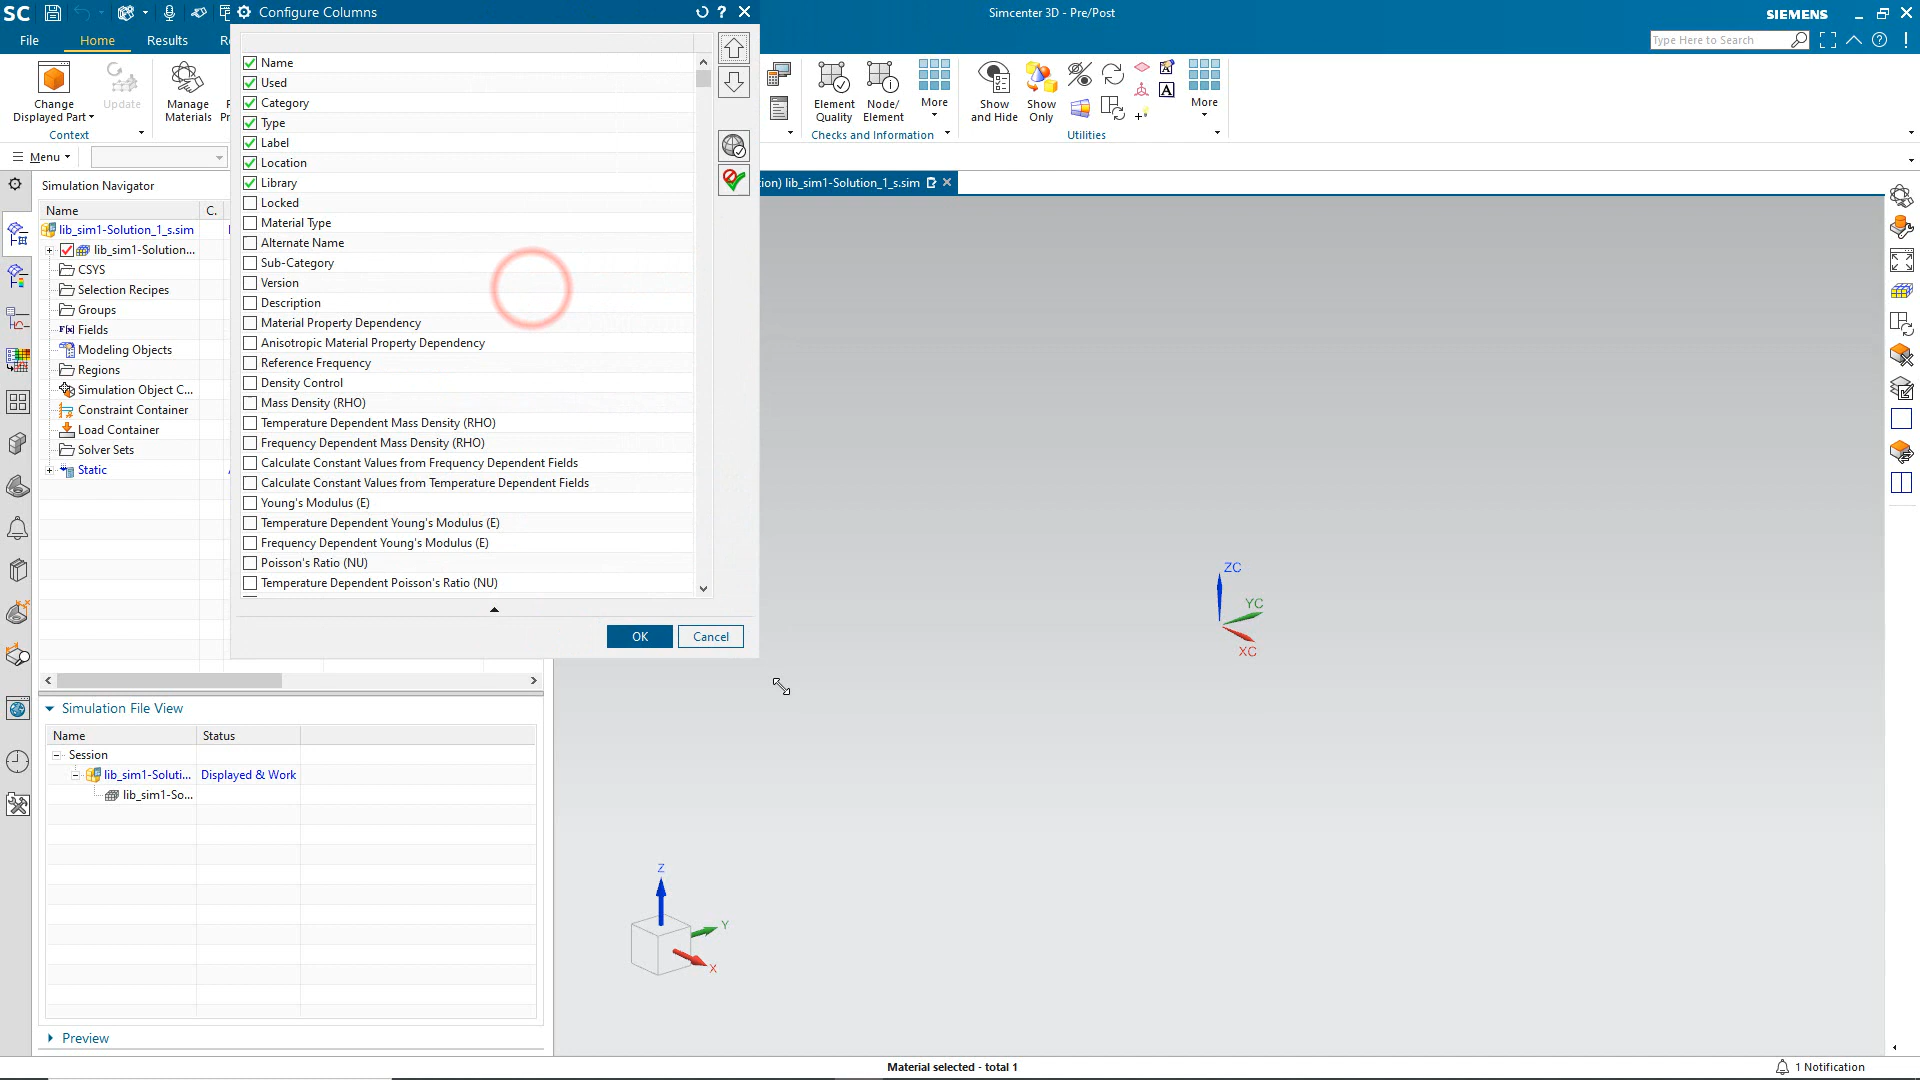 SC
Configure Columns
Simcenter 3D - Pre/Post
SIEMENS
File
Home
Results
Type Here to Search
Change
Displayed Part
Update
Manage
Materials
Context
Element
Quality
Node/
Element
More
Checks and Information
Show
and Hide
Show
Only
More
Utilities
Menu
lib_sim1-Solution_1_s.sim
Simulation Navigator
Name
C.
lib_sim1-Solution_1_s.sim
lib_sim1-Solution...
CSYS
Selection Recipes
Groups
Fields
Modeling Objects
Regions
Simulation Object C...
Constraint Container
Load Container
Solver Sets
Static
Name
Used
Category
Type
Label
Location
Library
Locked
Material Type
Alternate Name
Sub-Category
Version
Description
Material Property Dependency
Anisotropic Material Property Dependency
Reference Frequency
Density Control
Mass Density (RHO)
Temperature Dependent Mass Density (RHO)
Frequency Dependent Mass Density (RHO)
Calculate Constant Values from Frequency Dependent Fields
Calculate Constant Values from Temperature Dependent Fields
Young's Modulus (E)
Temperature Dependent Young's Modulus (E)
Frequency Dependent Young's Modulus (E)
Poisson's Ratio (NU)
Temperature Dependent Poisson's Ratio (NU)
OK
Cancel
ZC
YC
XC
Simulation File View
Name
Status
Session
lib_sim1-Soluti...
Displayed & Work
lib_sim1-So...
Z
Y
X
Preview
Material selected - total 1
1 Notification